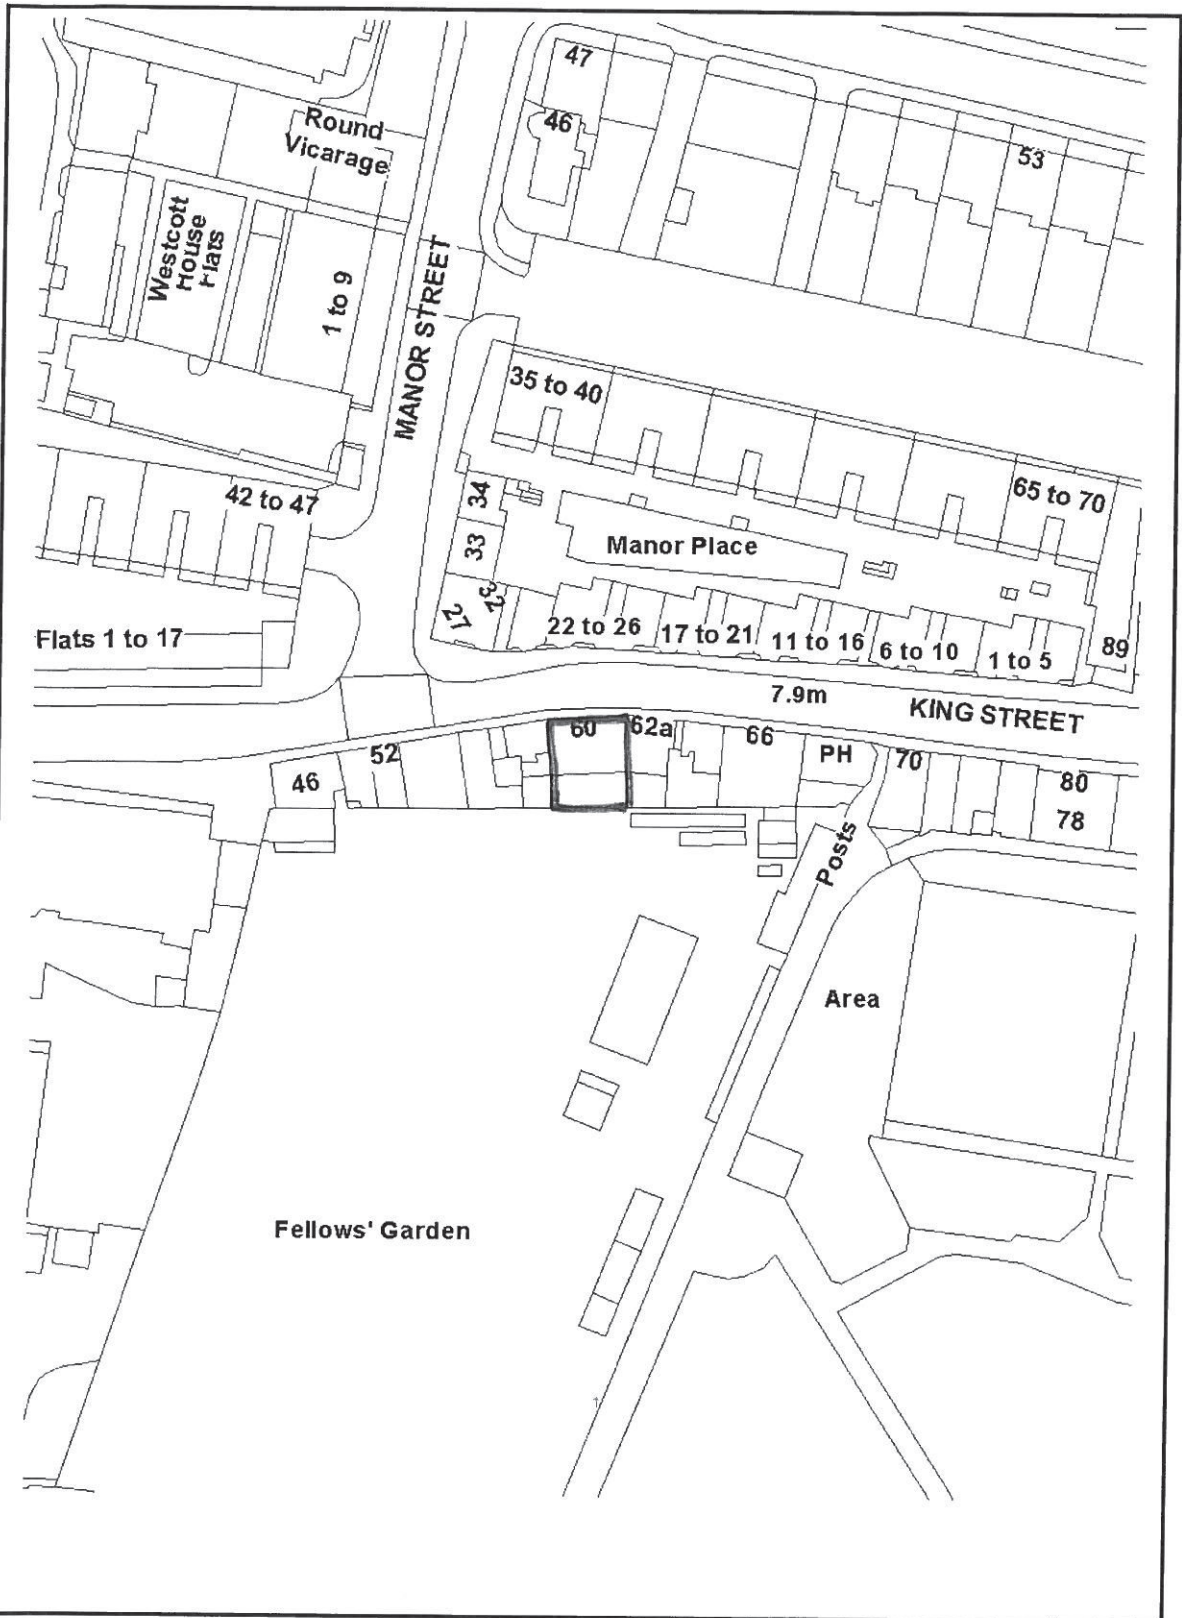 47
46
Round
Vicarage
53
Westcott
House
Flats
1 to 9
MANOR STREET
35 to 40
65 to 70
42 to 47
34
33
Manor Place
27
23
22 to 26
17 to 21
11 to 16
6 to 10
1 to 5
89
Flats 1 to 17
7.9m
KING STREET
60
62a
66
PH
70
80
78
52
46
Posts
Area
Fellows' Garden